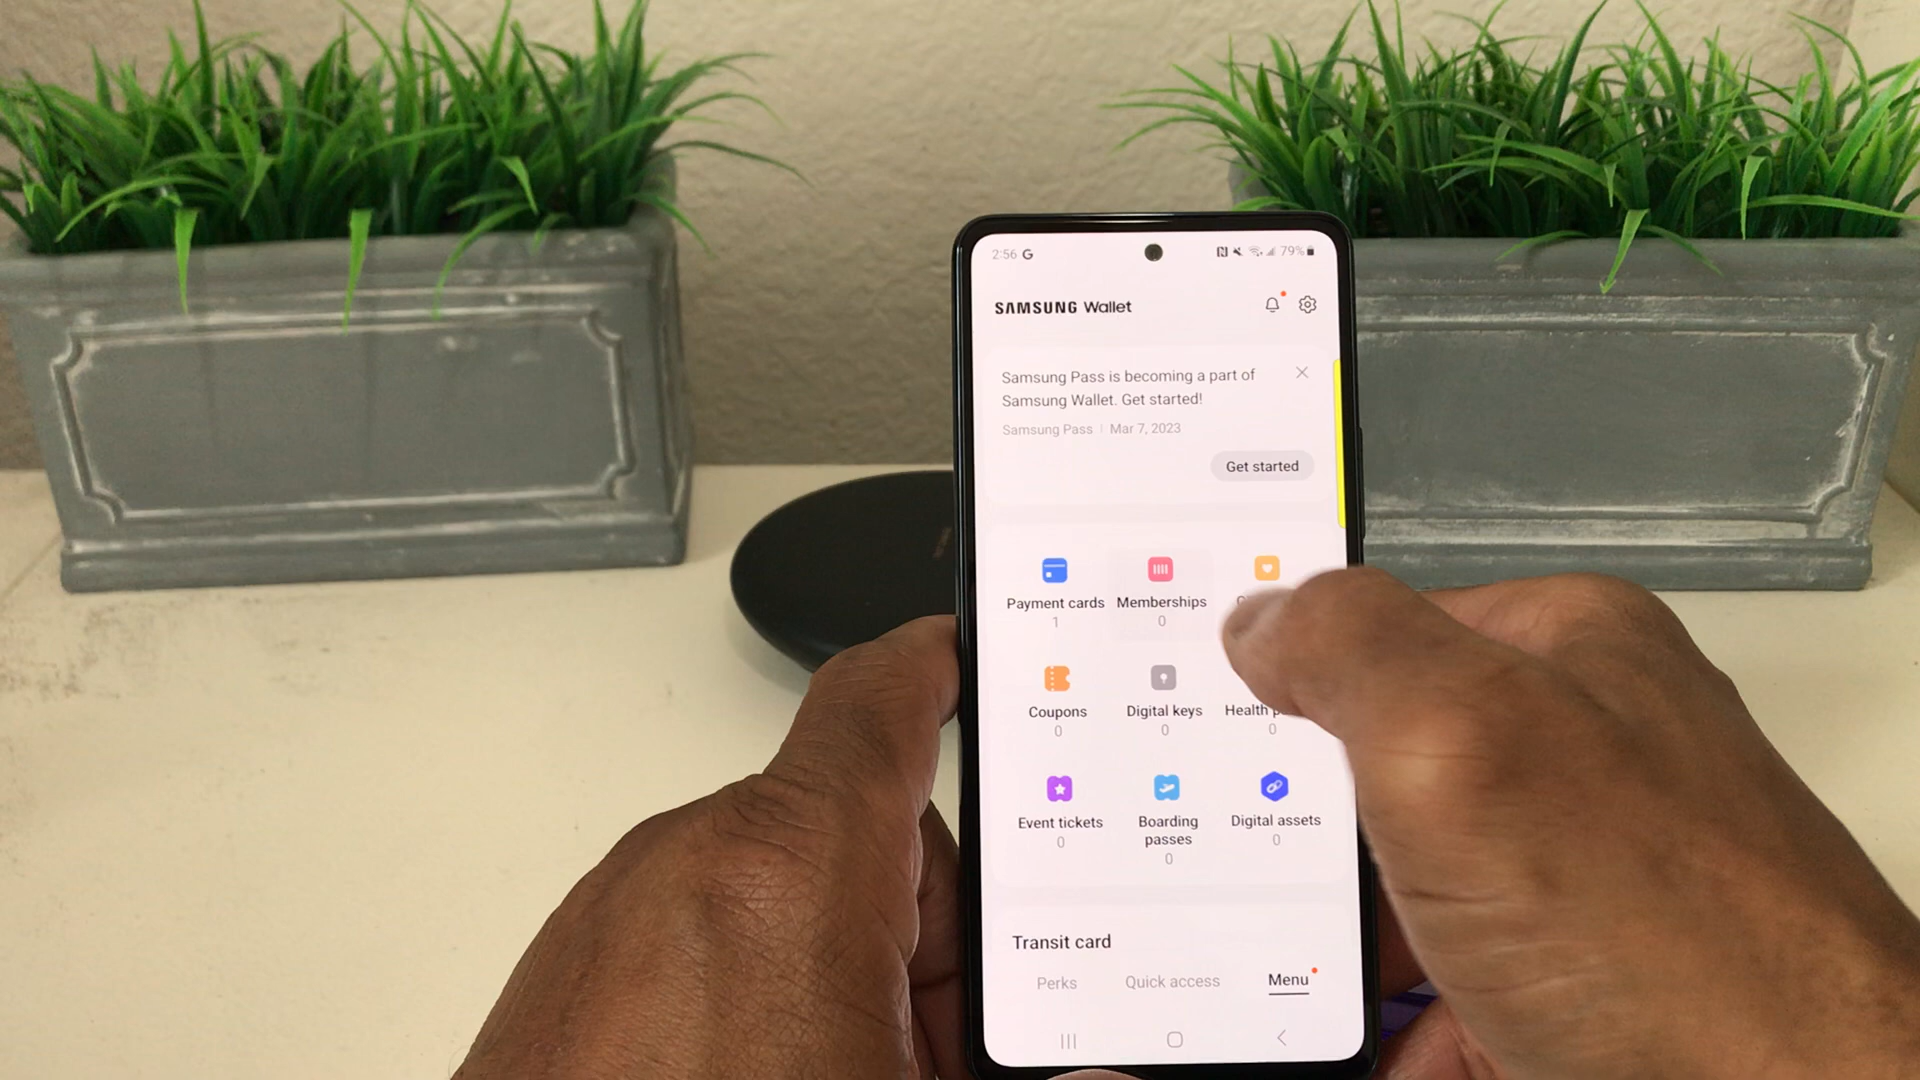 2:56 G
79%
SAMSUNG Wallet
Samsung Pass is becoming a part of
Samsung Wallet. Get started!
Samsung Pass | Mar 7, 2023
Get started
Payment cards
1
Memberships
0
Coupons
0
Digital keys
0
Health
0
Event tickets
0
Boarding
passes
0
Digital assets
0
Transit card
Perks
Quick access
Menu